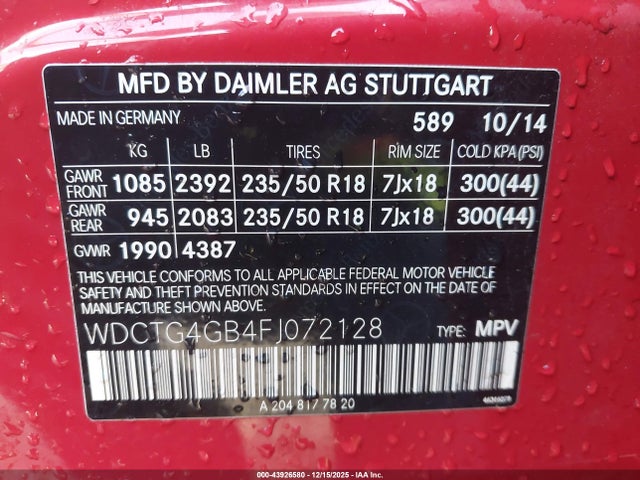 MFD BY DAIMLER AG STUTTGART
MADE IN GERMANY 589 10/14
KG LB TIRES RIM SIZE COLD KPA(PSI)
GAWR FRONT 1085 2392 235/50 R18 7Jx18 300(44)
GAWR REAR 945 2083 235/50 R18 7Jx18 300(44)
GVWR 1990 4387
THIS VEHICLE CONFORMS TO ALL APPLICABLE FEDERAL MOTOR VEHICLE
SAFETY AND THEFT PREVENTION STANDARDS IN EFFECT ON THE
DATE OF MANUFACTURE SHOWN ABOVE.
WDCTG4GB4FJ072128 TYPE: MPV
A 204 817 78 20
000-43926580 - 12/15/2025 - IAA